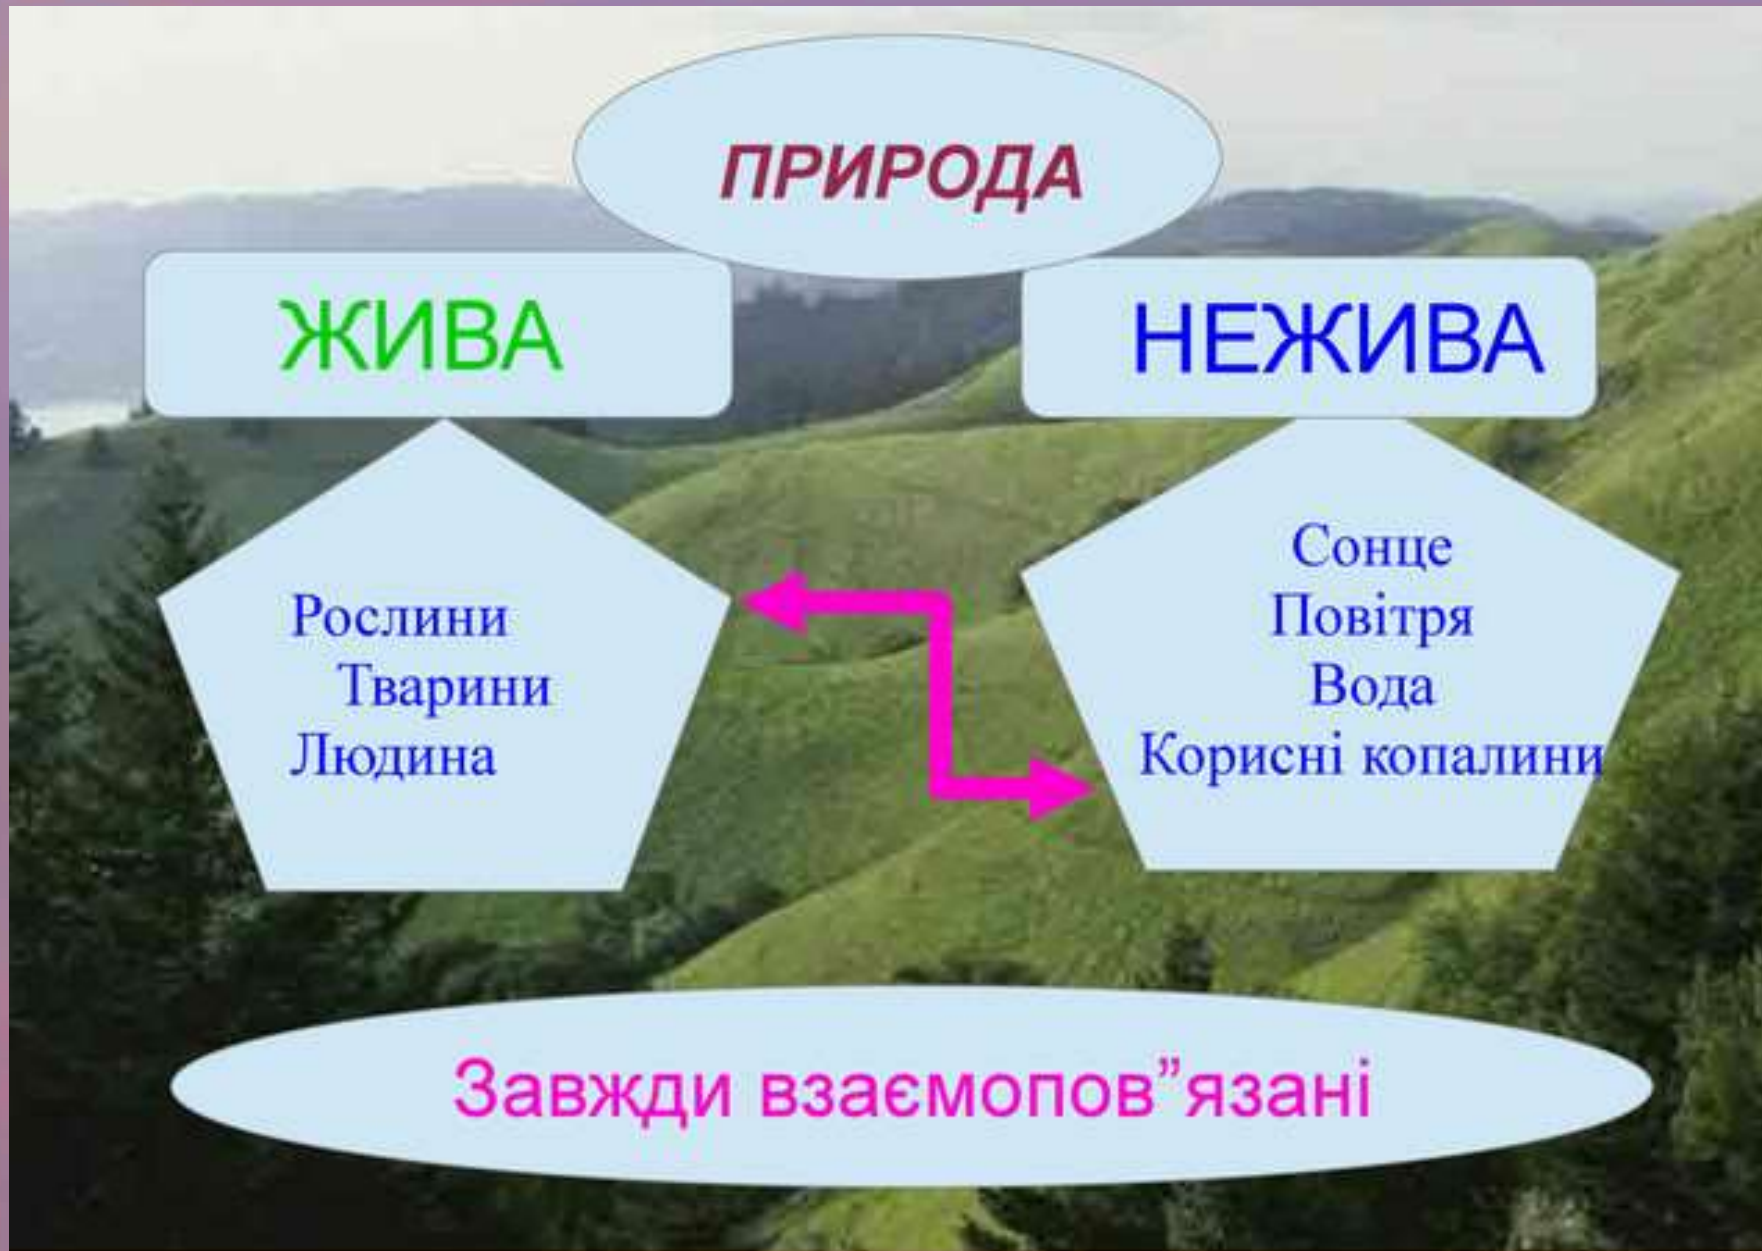 ПРИРОДА
ЖИВА
НЕЖИВА
Рослини
Тварини
Людина
Сонце
Повітря
Вода
Корисні копалини
Завжди взаємопов”язані